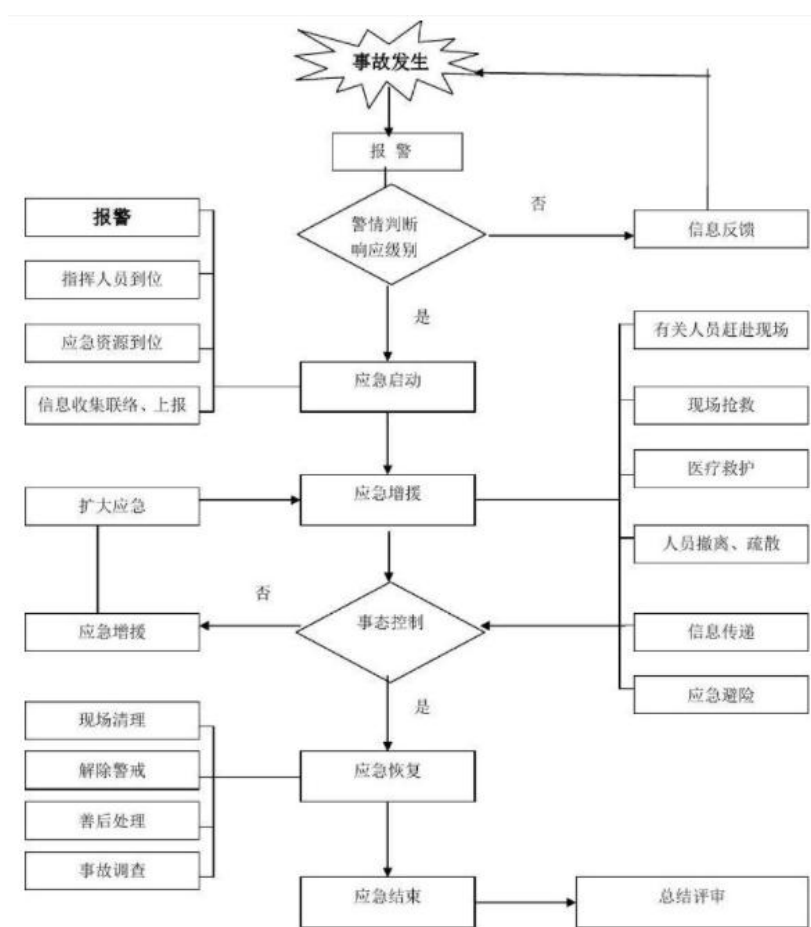 事故发生
报 警
警情判断
响应级别
否
信息反馈
报警
指挥人员到位
应急资源到位
信息收集联络、上报
是
应急启动
有关人员赶赴现场
现场抢救
医疗救护
人员撤离、疏散
信息传递
应急避险
扩大应急
应急增援
否
应急增援
事态控制
是
现场清理
解除警戒
善后处理
事故调查
应急恢复
应急结束
总结评审